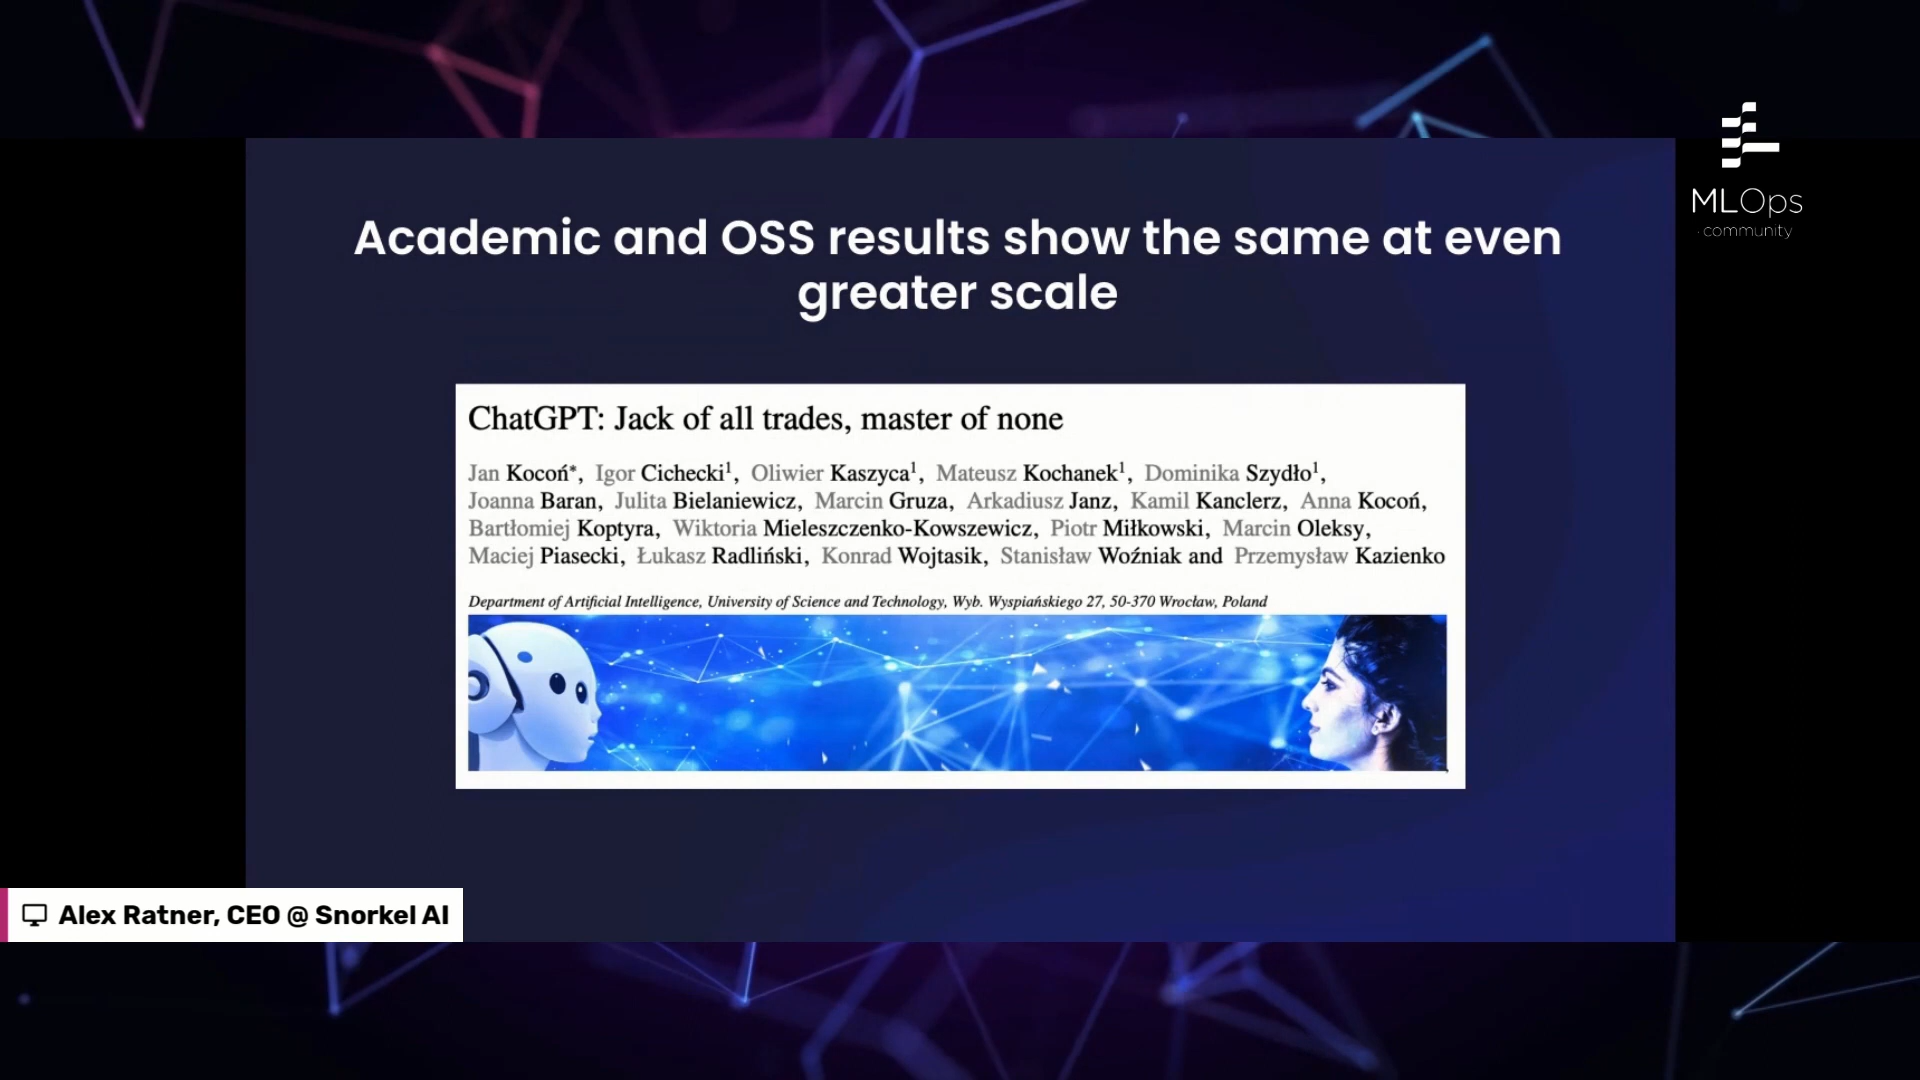 Academic and OSS results show the same at even
greater scale
MLOps
community
ChatGPT: Jack of all trades, master of none
Jan Kocoń*, Igor Cichecki¹, Oliwier Kaszyca¹, Mateusz Kochanek¹, Dominika Szydło¹,
Joanna Baran, Julita Bielaniewicz, Marcin Gruza, Arkadiusz Janz, Kamil Kanclerz, Anna Kocoń,
Bartłomiej Koptyra, Wiktoria Mieleszczenko-Kowszewicz, Piotr Miłkowski, Marcin Oleksy,
Maciej Piasecki, Łukasz Radliński, Konrad Wojtasik, Stanisław Woźniak and Przemysław Kazienko
Department of Artificial Intelligence, University of Science and Technology, Wyb. Wyspiańskiego 27, 50-370 Wrocław, Poland
Alex Ratner, CEO @ Snorkel AI